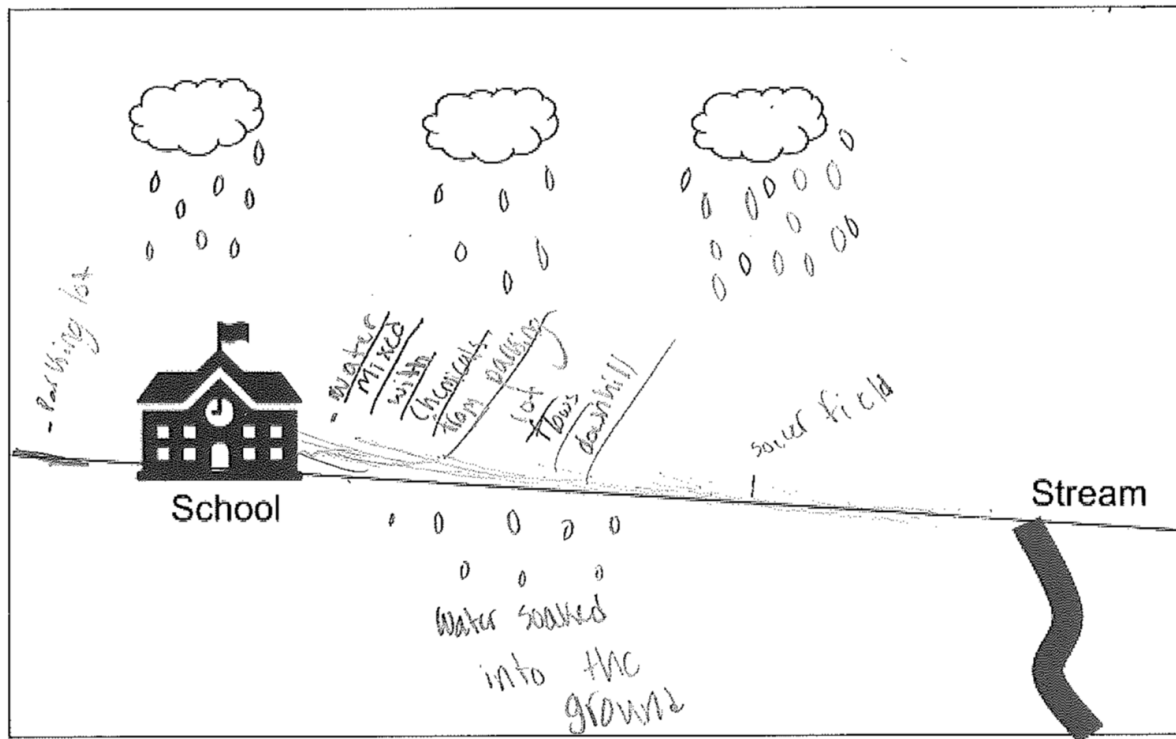 - Parking lot
- water
mixed
with
chemicals
from parking
lot
flows
downhill
soccer field
School
Stream
water soaked
into the
ground